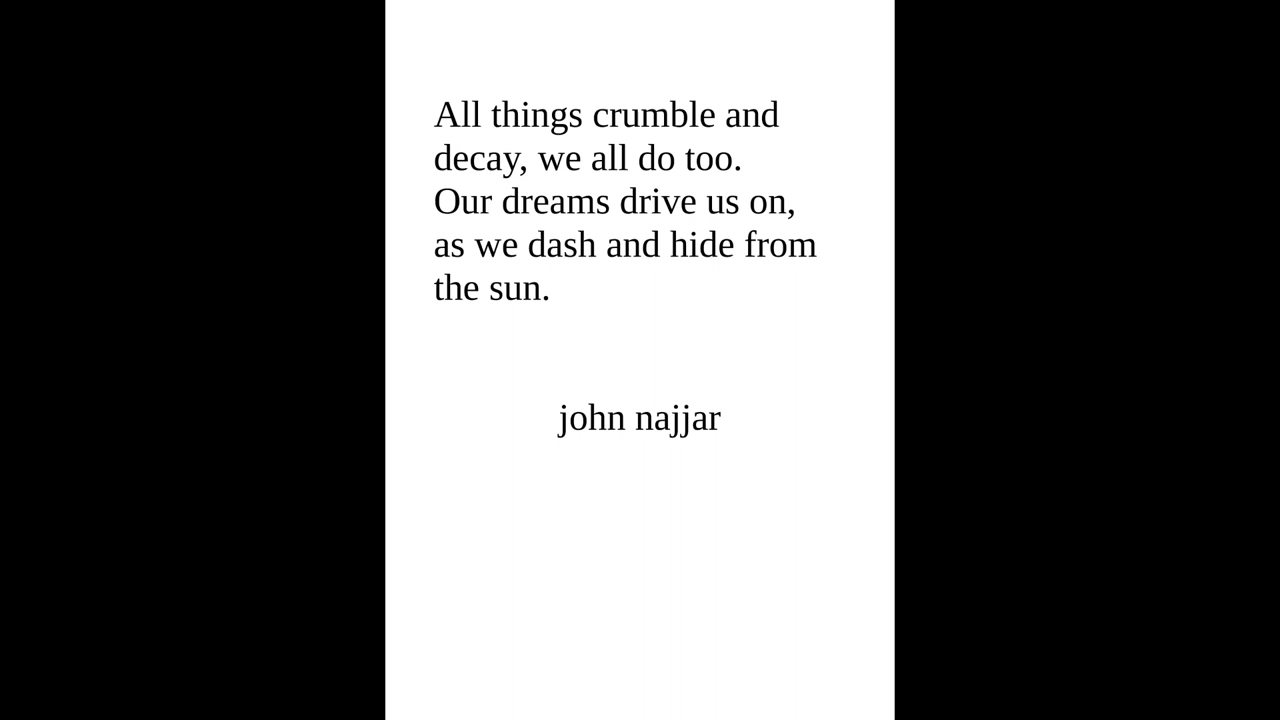 All things crumble and
decay, we all do too.
Our dreams drive us on,
as we dash and hide from
the sun.
john najjar